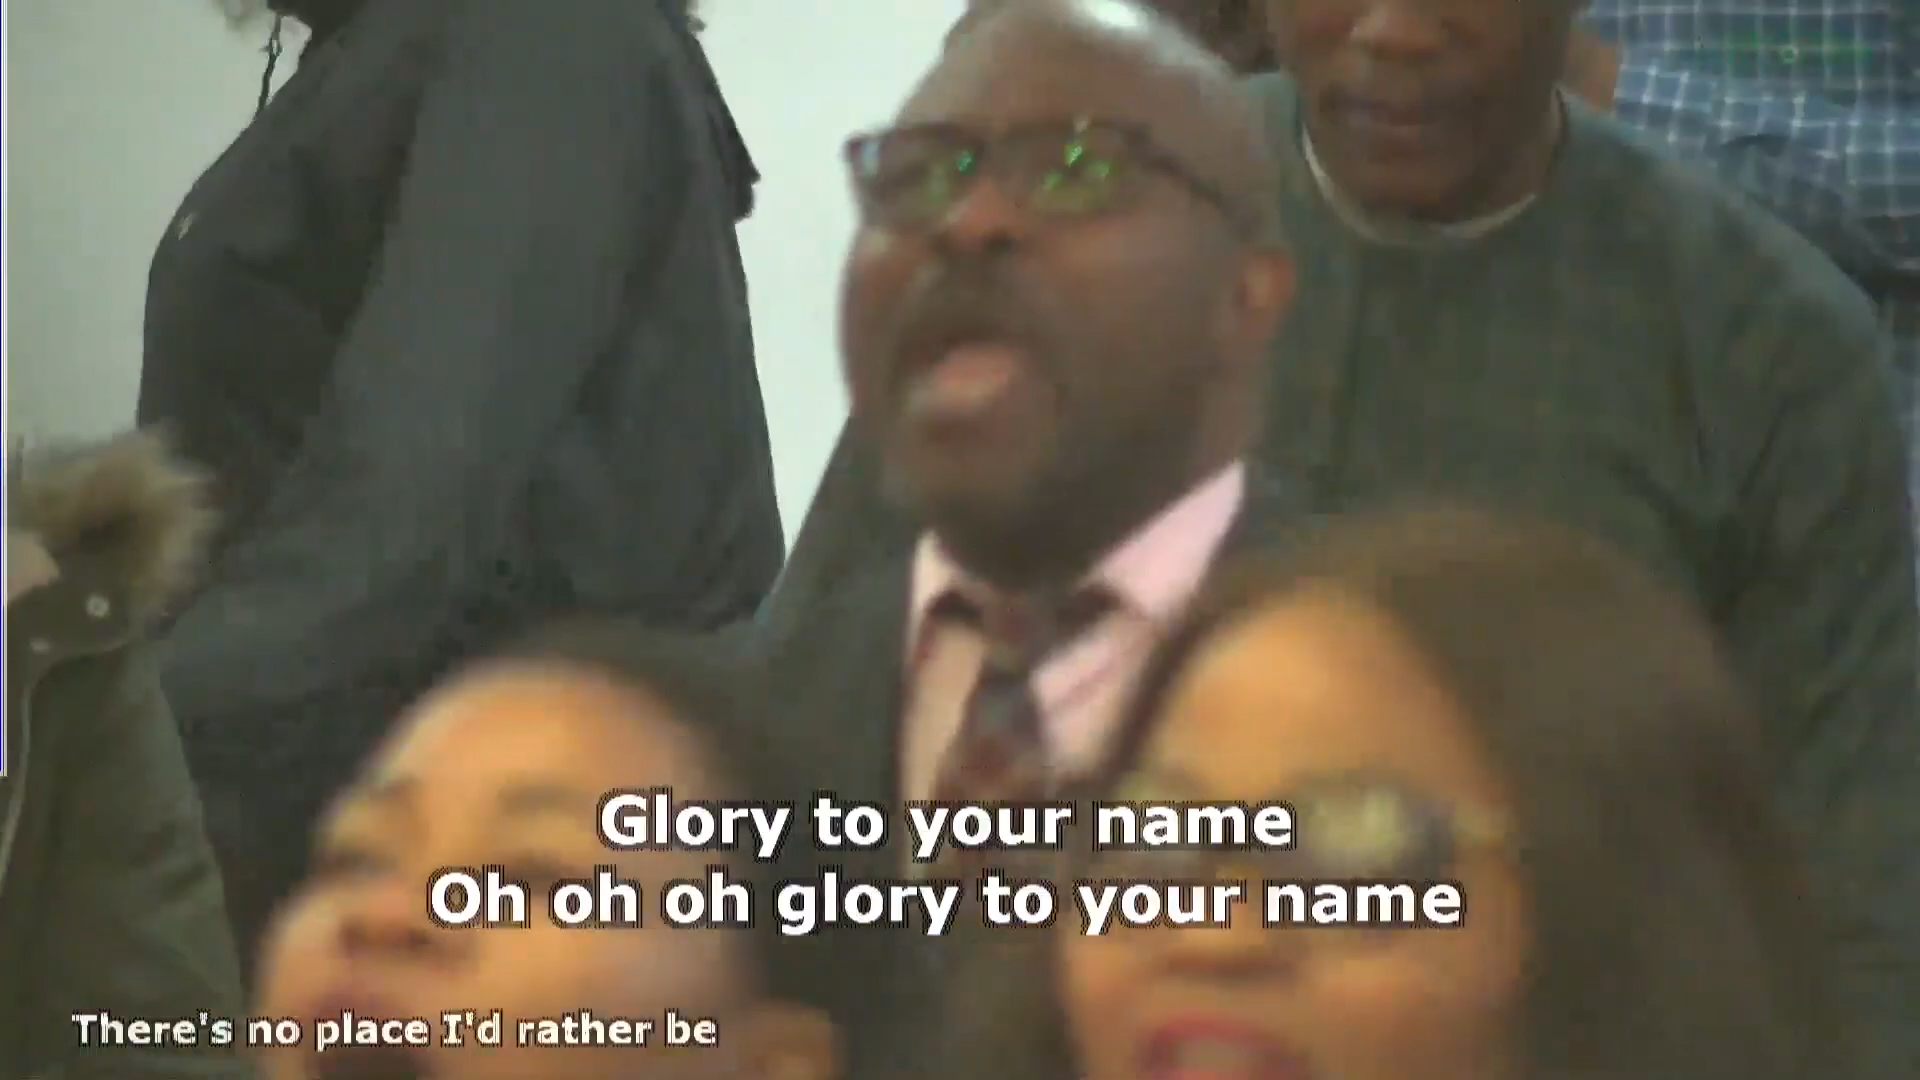 Glory to your name
Oh oh oh glory to your name
There's no place I'd rather be